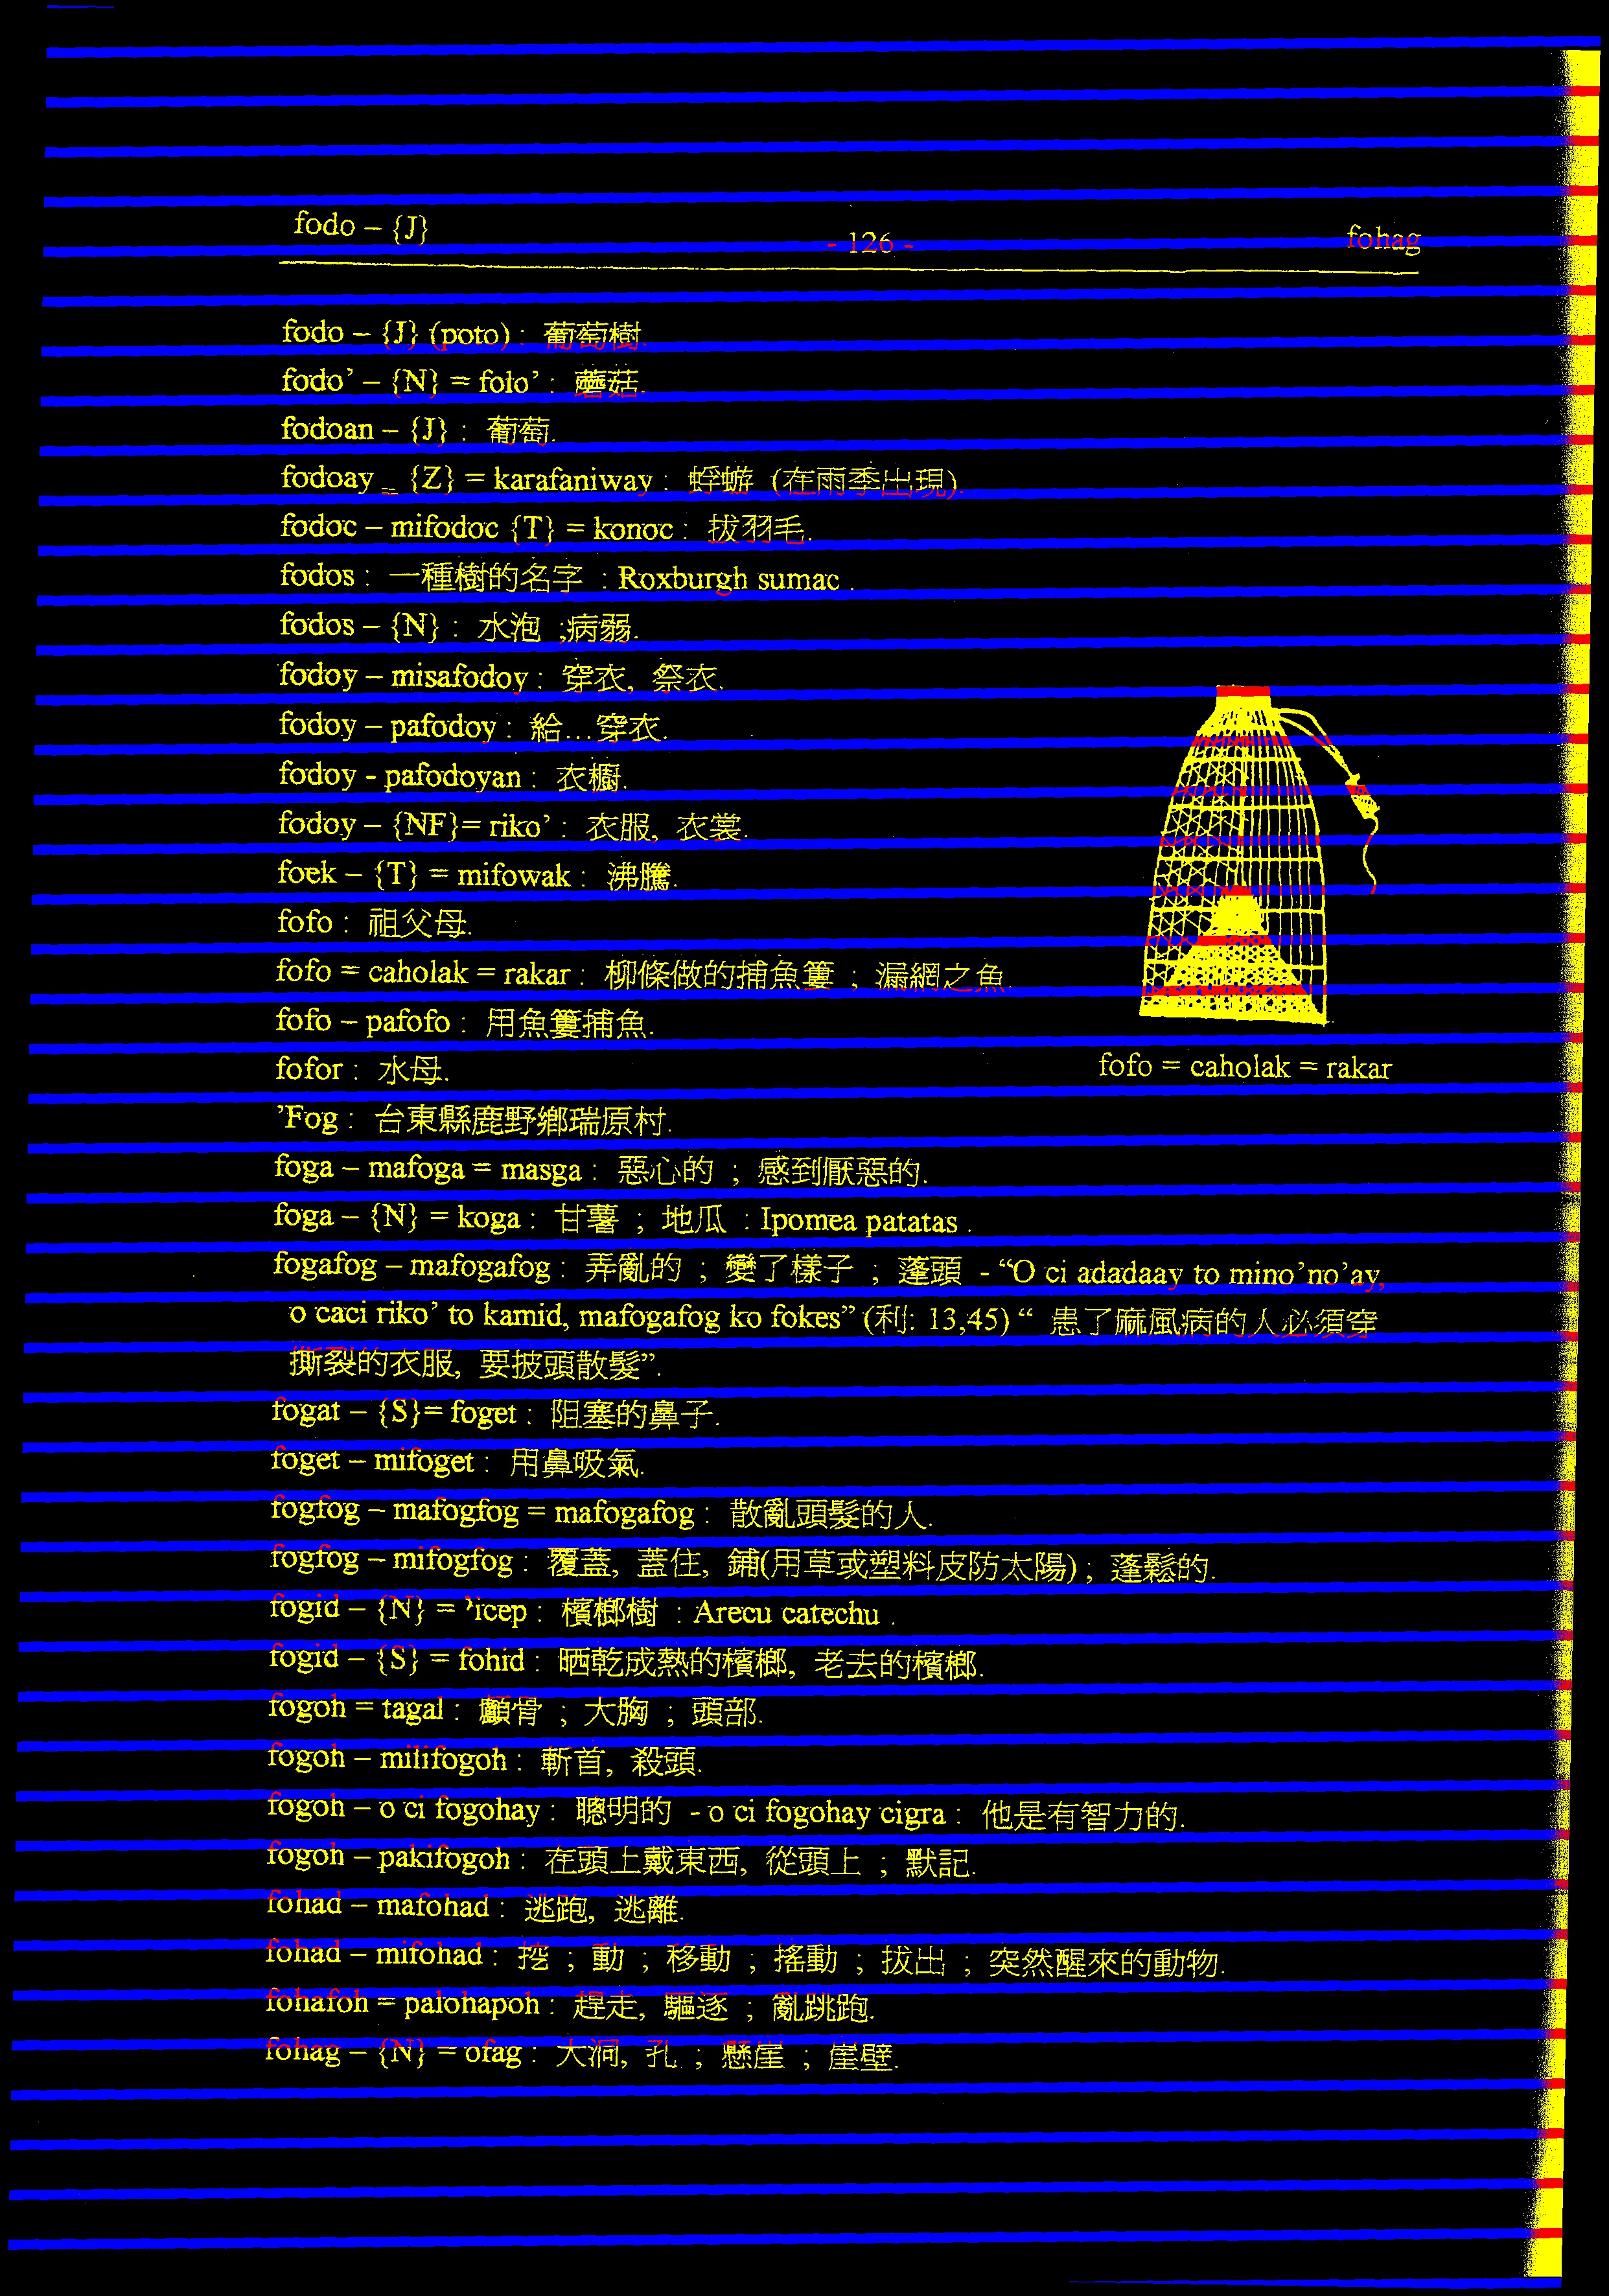 fodo – {J}
- 126 -
fohag
fodo – {J} (poto) : 葡萄樹.
fodo’ – {N} = folo’ : 蘑菇.
fodoan – {J} : 葡萄.
fodoay – {Z} = karafaniway : 蜉蝣 (在雨季出現).
fodoc – mifodoc {T} = konoc : 拔羽毛.
fodos : 一種樹的名字 : Roxburgh sumac .
fodos – {N} : 水泡 ;病弱.
fodoy – misafodoy : 穿衣, 祭衣.
fodoy – pafodoy : 給…穿衣.
fodoy - pafodoyan : 衣櫥.
fodoy – {NF}= riko’ : 衣服, 衣裳.
foek – {T} = mifowak : 沸騰.
fofo : 祖父母.
fofo = caholak = rakar : 柳條做的捕魚簍 ; 漏網之魚.
fofo – pafofo : 用魚簍捕魚.
fofor : 水母.
fofo = caholak = rakar
’Fog : 台東縣鹿野鄉瑞原村.
foga – mafoga = masga : 惡心的 ; 感到厭惡的.
foga – {N} = koga : 甘薯 ; 地瓜 : Ipomea patatas .
fogafog – mafogafog : 弄亂的 ; 變了樣子 ; 蓬頭 - “O ci adadaay to mino’no’ay,
o caci riko’ to kamid, mafogafog ko fokes” (利: 13,45) “ 患了麻風病的人必須穿
撕裂的衣服, 要披頭散髮”.
fogat – {S}= foget : 阻塞的鼻子.
foget – mifoget : 用鼻吸氣.
fogfog – mafogfog = mafogafog : 散亂頭髮的人.
fogfog – mifogfog : 覆蓋, 蓋住, 鋪(用草或塑料皮防太陽) ; 蓬鬆的.
fogid – {N} = ’icep : 檳榔樹 : Arecu catechu .
fogid – {S} = fohid : 晒乾成熟的檳榔, 老去的檳榔.
fogoh = tagal : 顱骨 ; 大胸 ; 頭部.
fogoh – milifogoh : 斬首, 殺頭.
fogoh – o ci fogohay : 聰明的 - o ci fogohay cigra : 他是有智力的.
fogoh – pakifogoh : 在頭上戴東西, 從頭上 ; 默記.
fohad – mafohad : 逃跑, 逃離.
fohad – mifohad : 挖 ; 動 ; 移動 ; 搖動 ; 拔出 ; 突然醒來的動物.
fohafoh = palohapoh : 趕走, 驅逐 ; 亂跳跑.
fohag – {N} = ofag : 大洞, 孔 ; 懸崖 ; 崖壁.